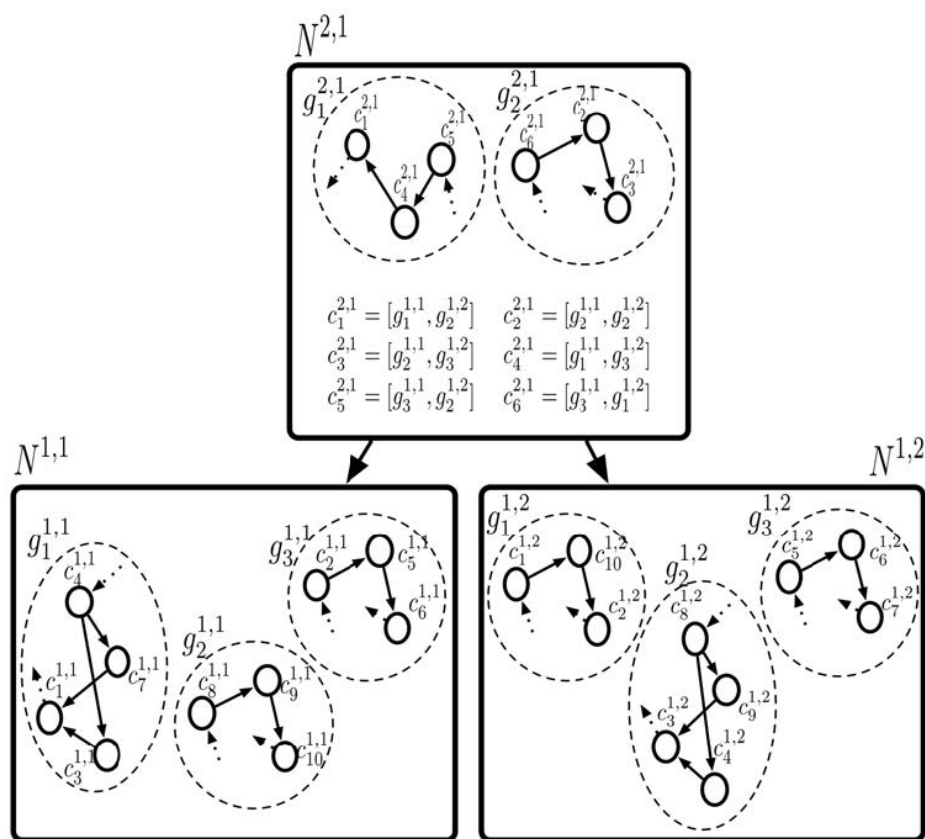 N^{2,1}
g_1^{2,1} g_2^{2,1}
c_1^{2,1} c_5^{2,1} c_6^{2,1} c_2^{2,1}
c_4^{2,1} c_3^{2,1}
c_1^{2,1} = [g_1^{1,1}, g_2^{1,2}] c_2^{2,1} = [g_2^{1,1}, g_2^{1,2}]
c_3^{2,1} = [g_2^{1,1}, g_3^{1,2}] c_4^{2,1} = [g_1^{1,1}, g_3^{1,2}]
c_5^{2,1} = [g_3^{1,1}, g_2^{1,2}] c_6^{2,1} = [g_3^{1,1}, g_1^{1,2}]
N^{1,1}
g_1^{1,1}
c_4^{1,1}
c_7^{1,1}
c_1^{1,1}
c_3^{1,1}
g_2^{1,1}
c_8^{1,1} c_9^{1,1}
c_{10}^{1,1}
g_3^{1,1}
c_2^{1,1} c_5^{1,1}
c_6^{1,1}
N^{1,2}
g_1^{1,2}
c_1^{1,2} c_{10}^{1,2}
c_2^{1,2}
g_2^{1,2}
c_8^{1,2}
c_9^{1,2}
c_3^{1,2}
c_4^{1,2}
g_3^{1,2}
c_5^{1,2} c_6^{1,2}
c_7^{1,2}